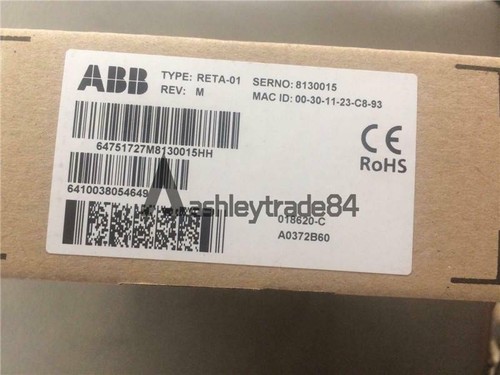 ABB
TYPE: RETA-01 SERNO: 8130015
REV: M MAC ID: 00-30-11-23-C8-93
64751727M8130015HH
CE
RoHS
6410038054649
ashleytrade84
018620-C
A0372B60